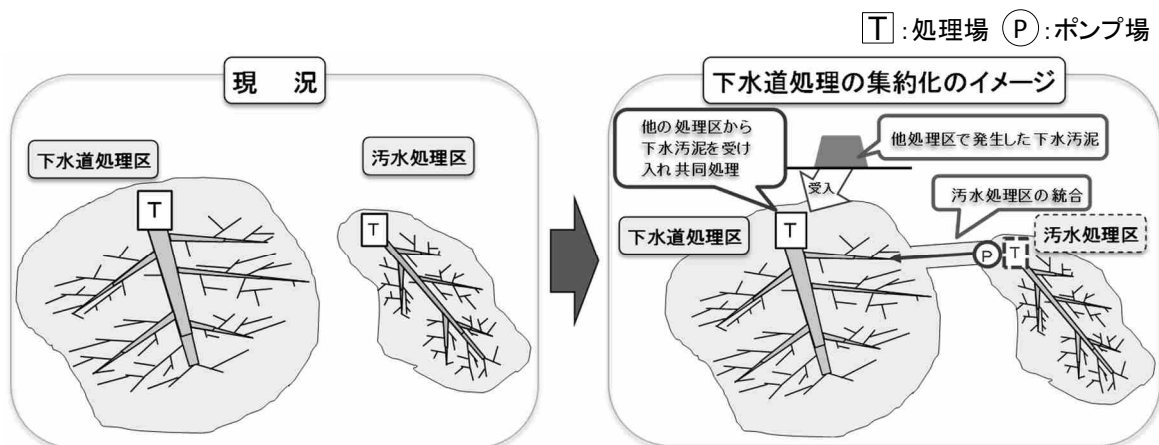 T：処理場 P：ポンプ場
現 況
下水道処理区
汚水処理区
T
T
下水道処理の集約化のイメージ
他の処理区から
下水汚泥を受け
入れ共同処理
他処理区で発生した下水汚泥
受入
汚水処理区の統合
下水道処理区
汚水処理区
T
P
T